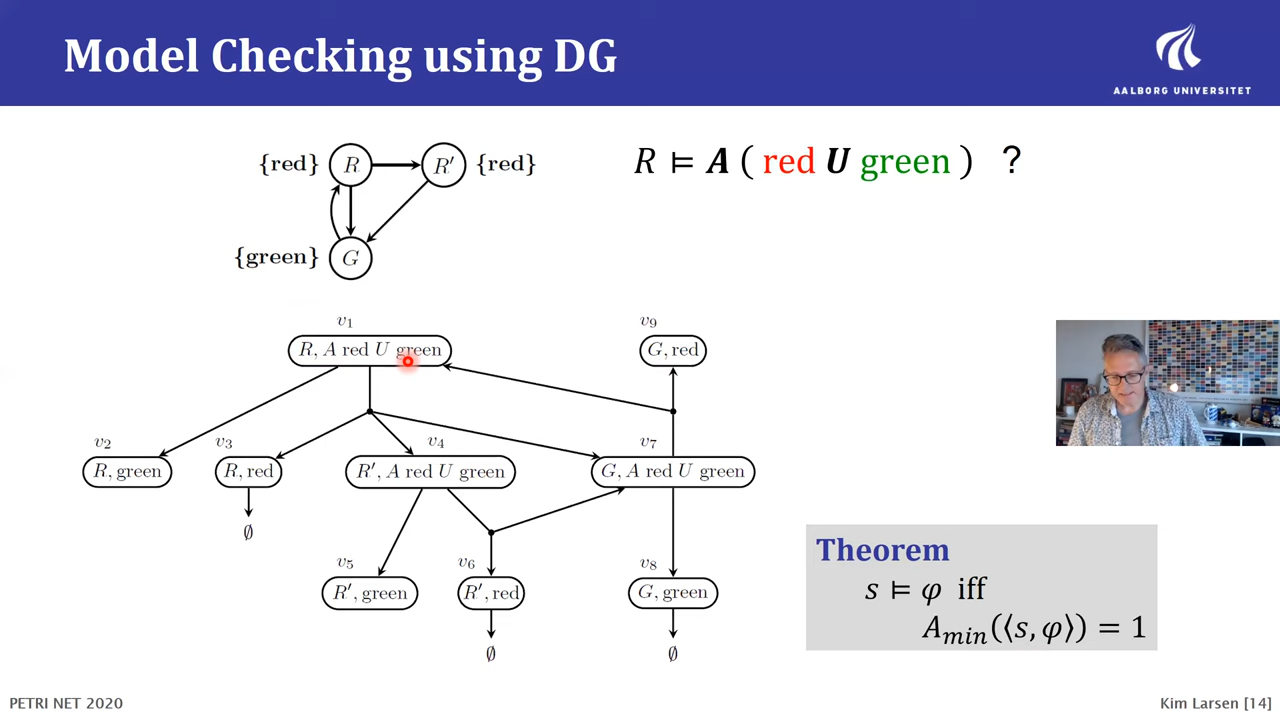 Model Checking using DG
AALBORG UNIVERSITET
{red} R R′ {red}
R ⊨ A ( red U green ) ?
{green} G
v₁ v₉
R, A red U green G, red
v₂ v₃ v₄ v₇
R, green R, red R′, A red U green G, A red U green
∅
v₅ v₆ v₈
R′, green R′, red G, green
∅ ∅
Theorem
s ⊨ φ iff
Aₘᵢₙ(⟨s, φ⟩) = 1
PETRI NET 2020
Kim Larsen [14]